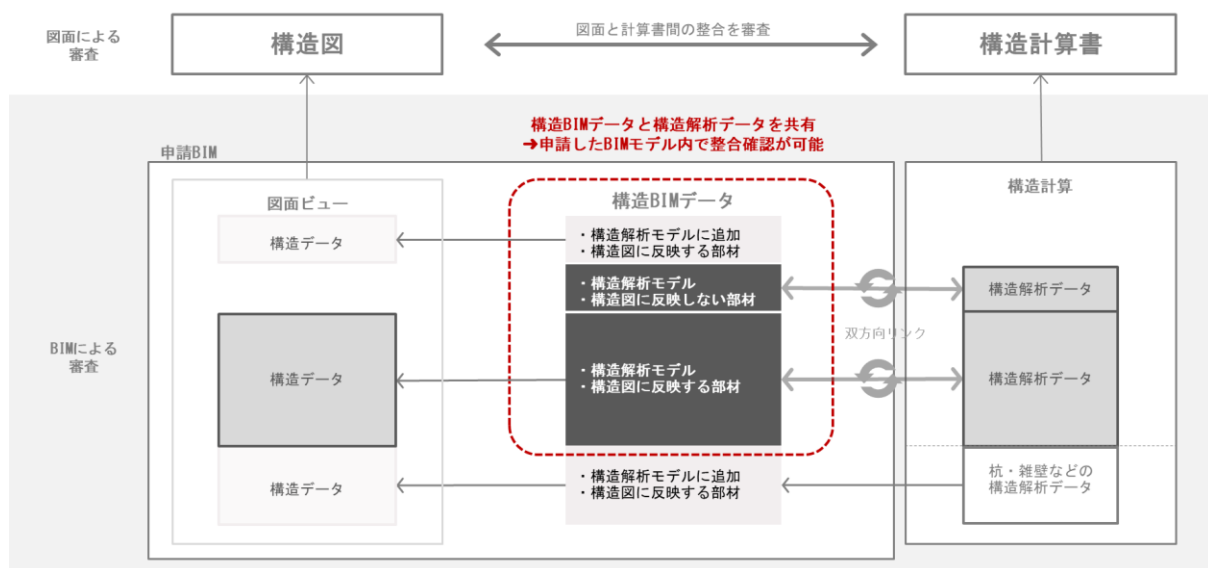 図面による
審査
構造図
図面と計算書間の整合を審査
構造計算書
構造BIMデータと構造解析データを共有
➔申請したBIMモデル内で整合確認が可能
申請BIM
図面ビュー
構造BIMデータ
構造計算
構造データ
・構造解析モデルに追加
・構造図に反映する部材
・構造解析モデル
・構造図に反映しない部材
構造解析データ
双方向リンク
BIMによる
審査
構造データ
・構造解析モデル
・構造図に反映する部材
構造解析データ
構造データ
・構造解析モデルに追加
・構造図に反映する部材
杭・雑壁などの
構造解析データ